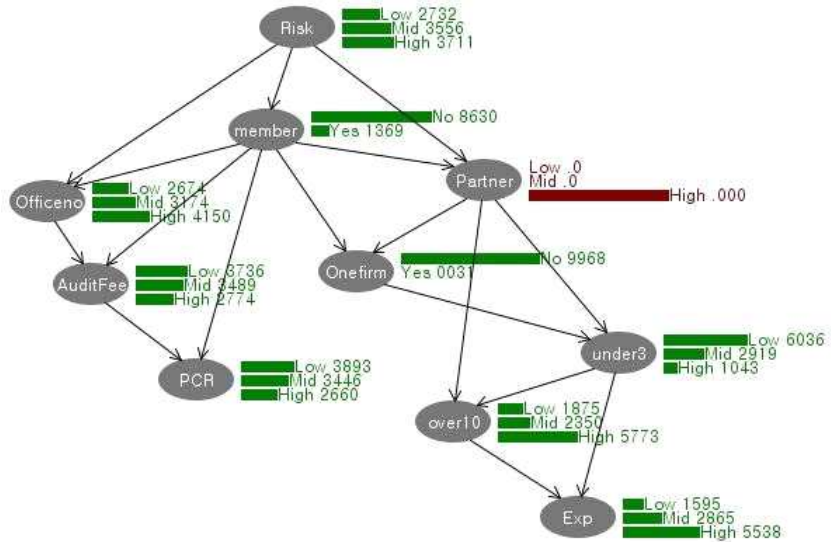 Risk
Low 2732
Mid 3556
High 3711
member
No 8630
Yes 1369
Partner
Low .0
Mid .0
High .000
Officeno
Low 2674
Mid 3174
High 4150
Onefirm
No 9968
Yes 0031
AuditFee
Low 3736
Mid 3489
High 2774
under3
Low 6036
Mid 2919
High 1043
PCR
Low 3893
Mid 3446
High 2660
over10
Low 1875
Mid 2350
High 5773
Exp
Low 1595
Mid 2865
High 5538